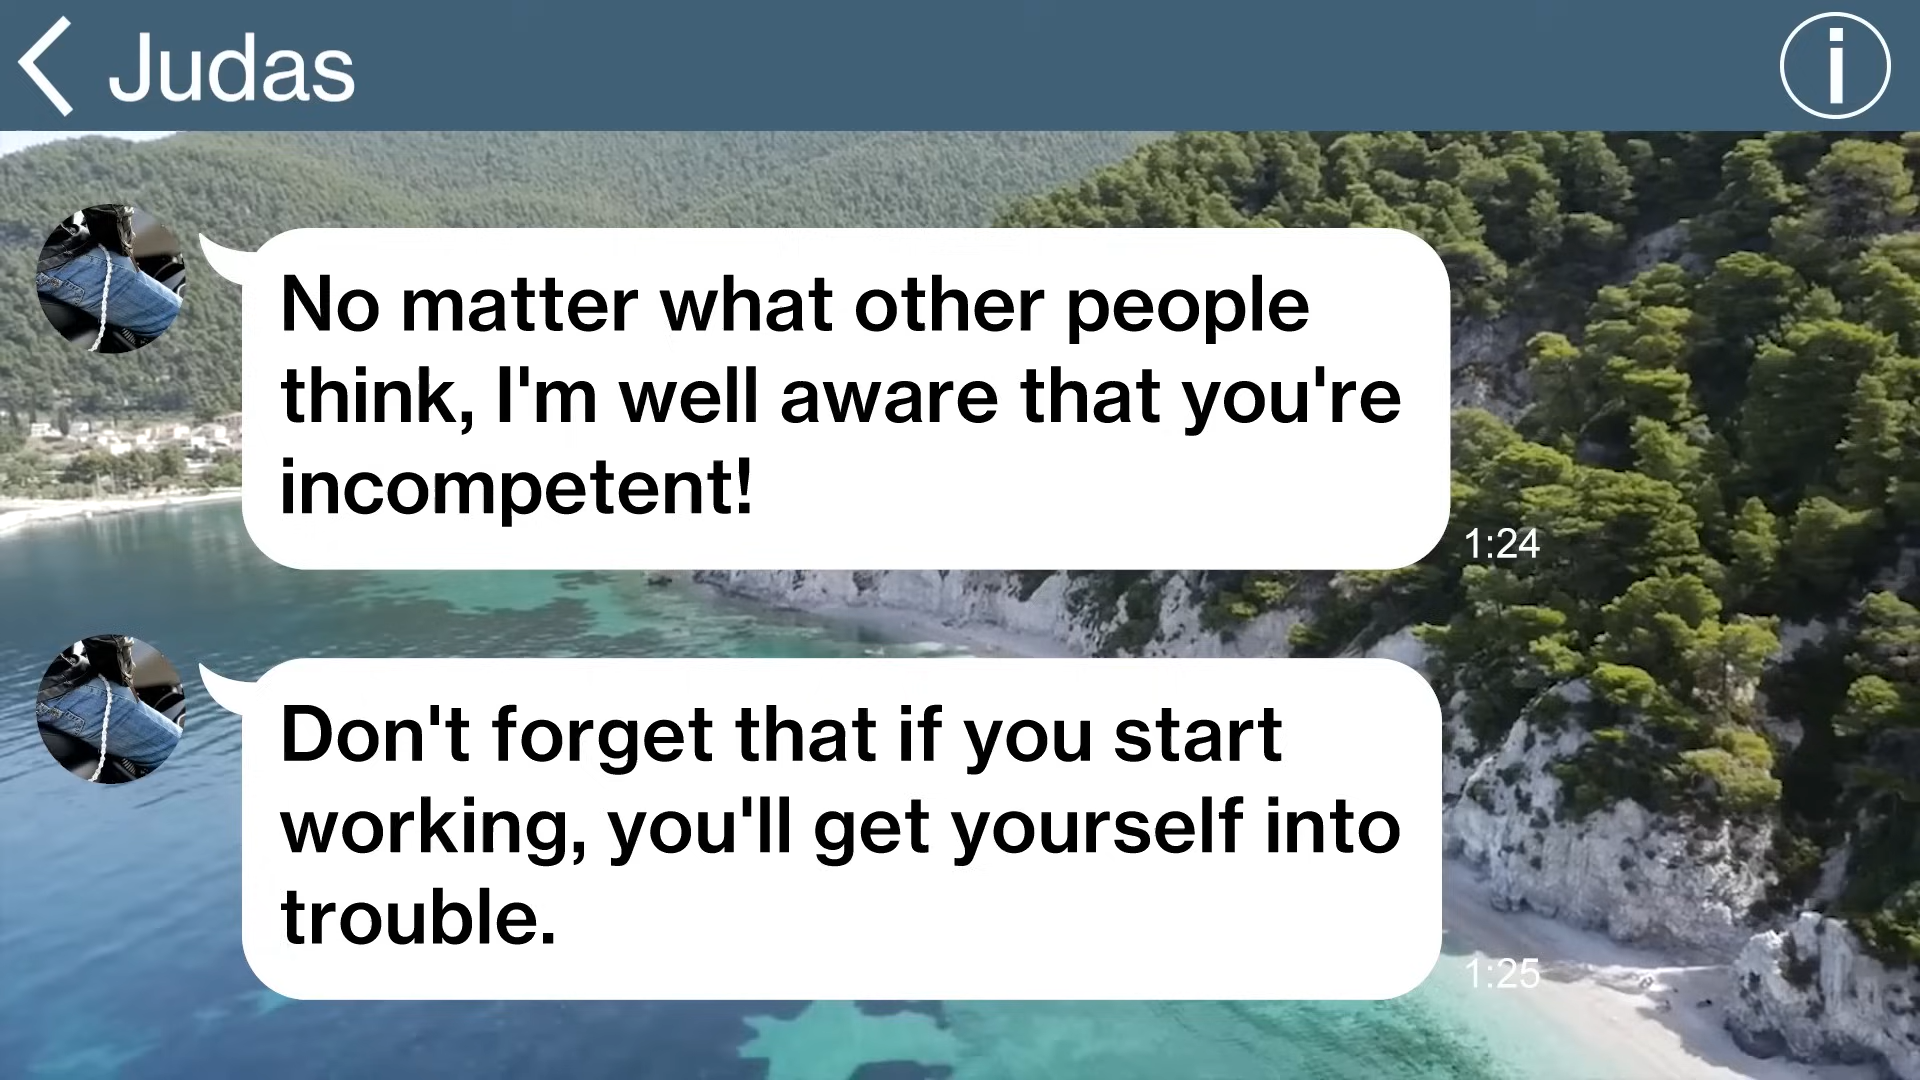 Judas
No matter what other people
think, I'm well aware that you're
incompetent!
1:24
Don't forget that if you start
working, you'll get yourself into
trouble.
1:25